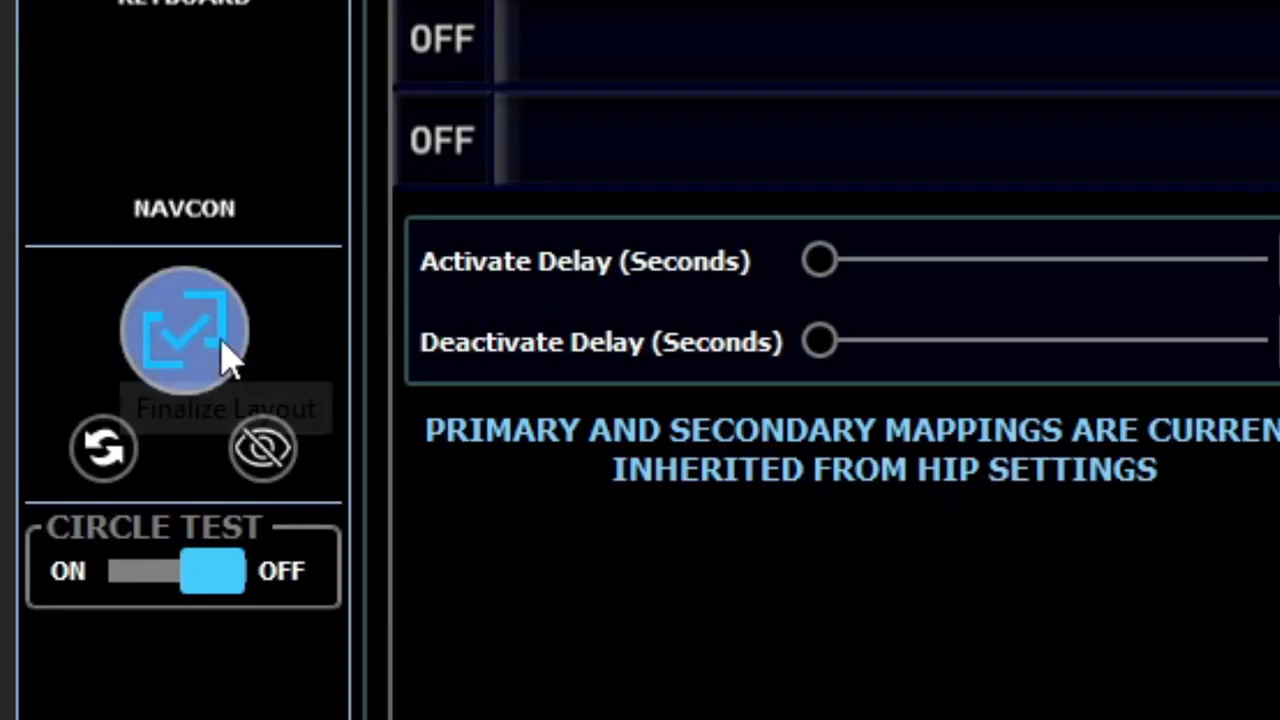 KEYBOARD
NAVCON
Finalize Layout
CIRCLE TEST
ON OFF
OFF
OFF
Activate Delay (Seconds)
Deactivate Delay (Seconds)
PRIMARY AND SECONDARY MAPPINGS ARE CURREN
INHERITED FROM HIP SETTINGS